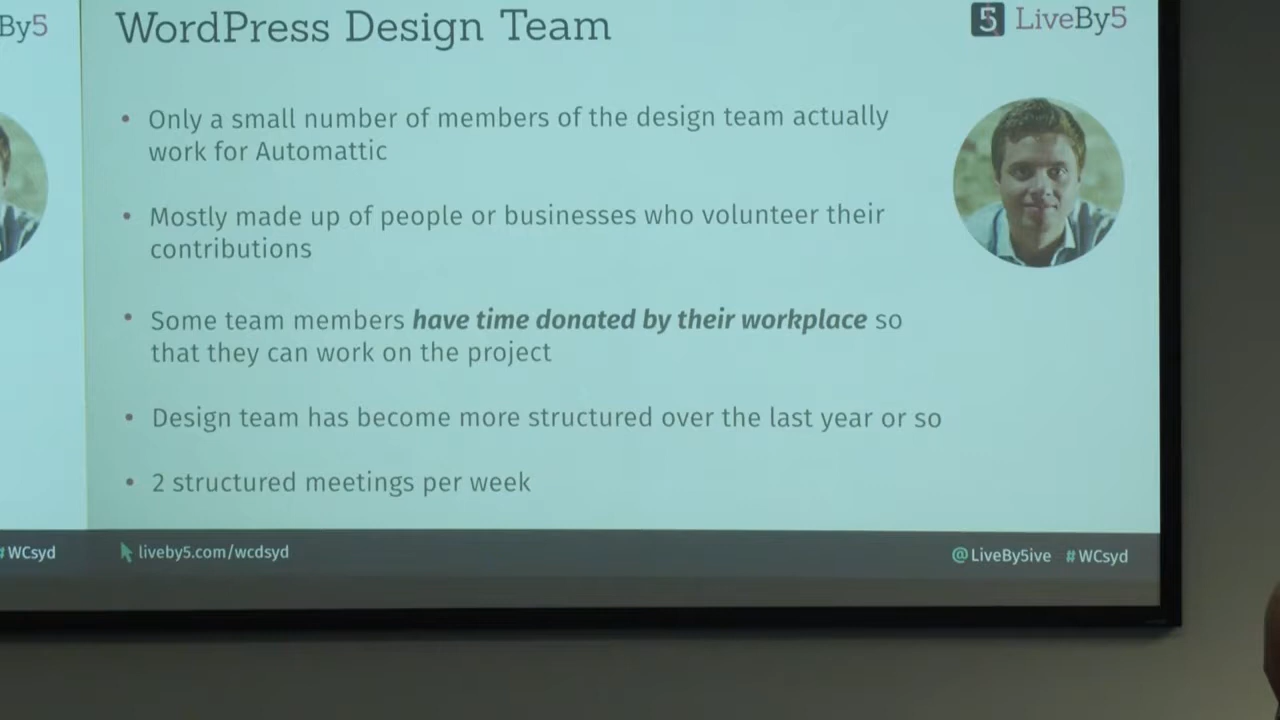 By5
WordPress Design Team
5 LiveBy5
• Only a small number of members of the design team actually
work for Automattic
• Mostly made up of people or businesses who volunteer their
contributions
• Some team members have time donated by their workplace so
that they can work on the project
• Design team has become more structured over the last year or so
• 2 structured meetings per week
#WCsyd
liveby5.com/wcdsyd
@LiveBy5ive #WCsyd